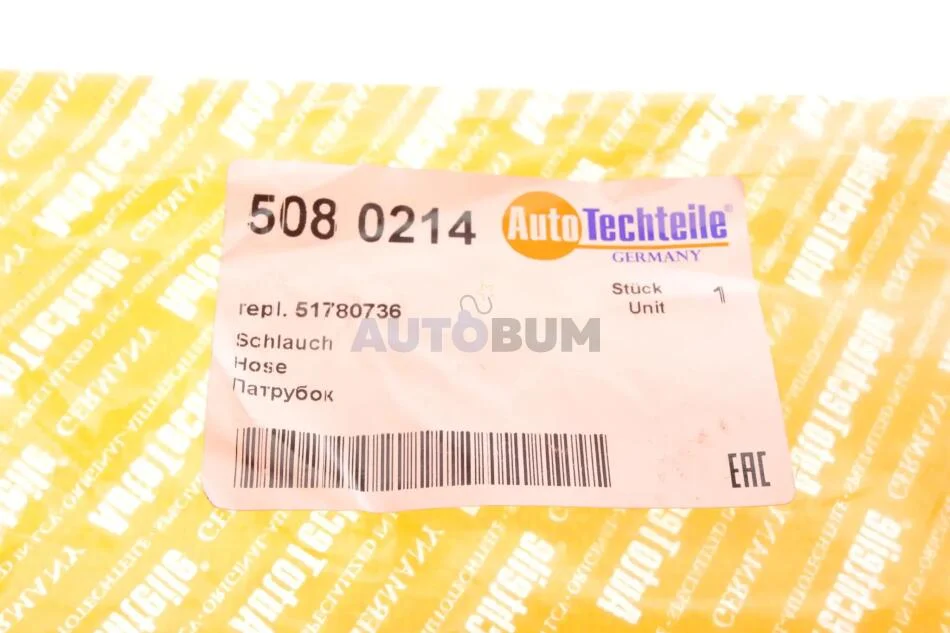 508 0214
AutoTechteile®
GERMANY
Stück
Unit 1
repl. 51780736
AUTOBUM
Schlauch
Hose
Патрубок
EAC